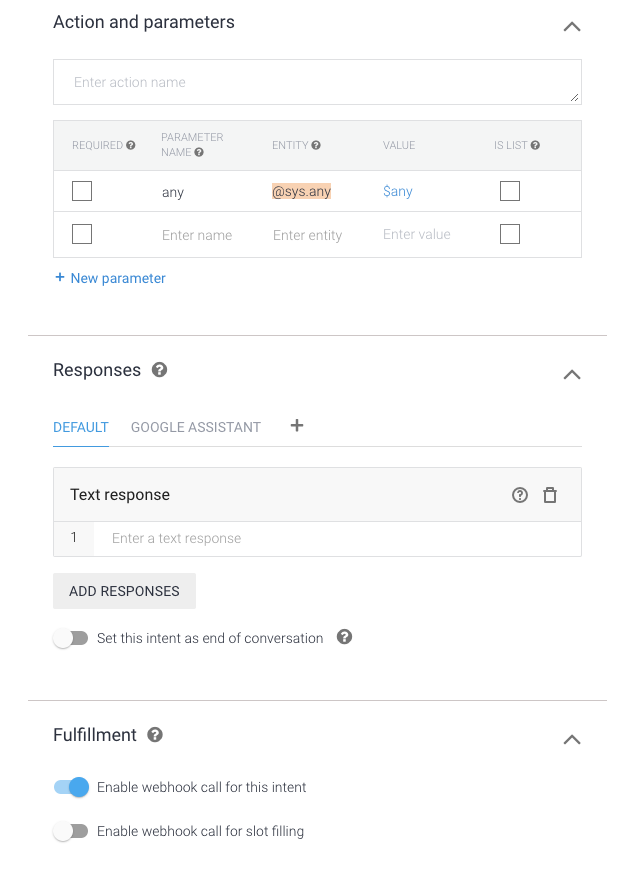 Action and parameters
Enter action name
REQUIRED PARAMETER NAME ENTITY VALUE IS LIST
any @sys.any $any
Enter name Enter entity Enter value
+ New parameter
Responses
DEFAULT GOOGLE ASSISTANT +
Text response
1 Enter a text response
ADD RESPONSES
Set this intent as end of conversation
Fulfillment
Enable webhook call for this intent
Enable webhook call for slot filling